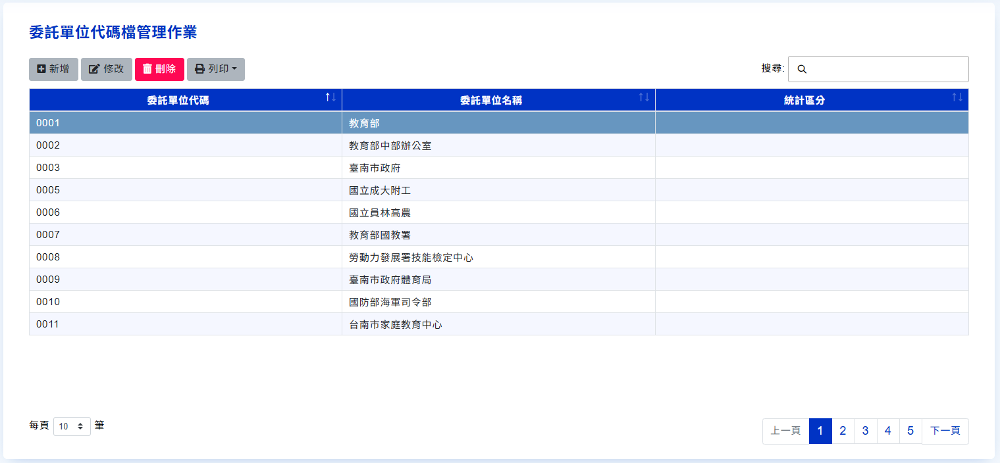 委託單位代碼檔管理作業
新增 修改 刪除 列印 搜尋:
委託單位代碼 委託單位名稱 統計區分
0001 教育部
0002 教育部中部辦公室
0003 臺南市政府
0005 國立成大附工
0006 國立員林高農
0007 教育部國教署
0008 勞動力發展署技能檢定中心
0009 臺南市政府體育局
0010 國防部海軍司令部
0011 台南市家庭教育中心
每頁 10 筆 上一頁 1 2 3 4 5 下一頁